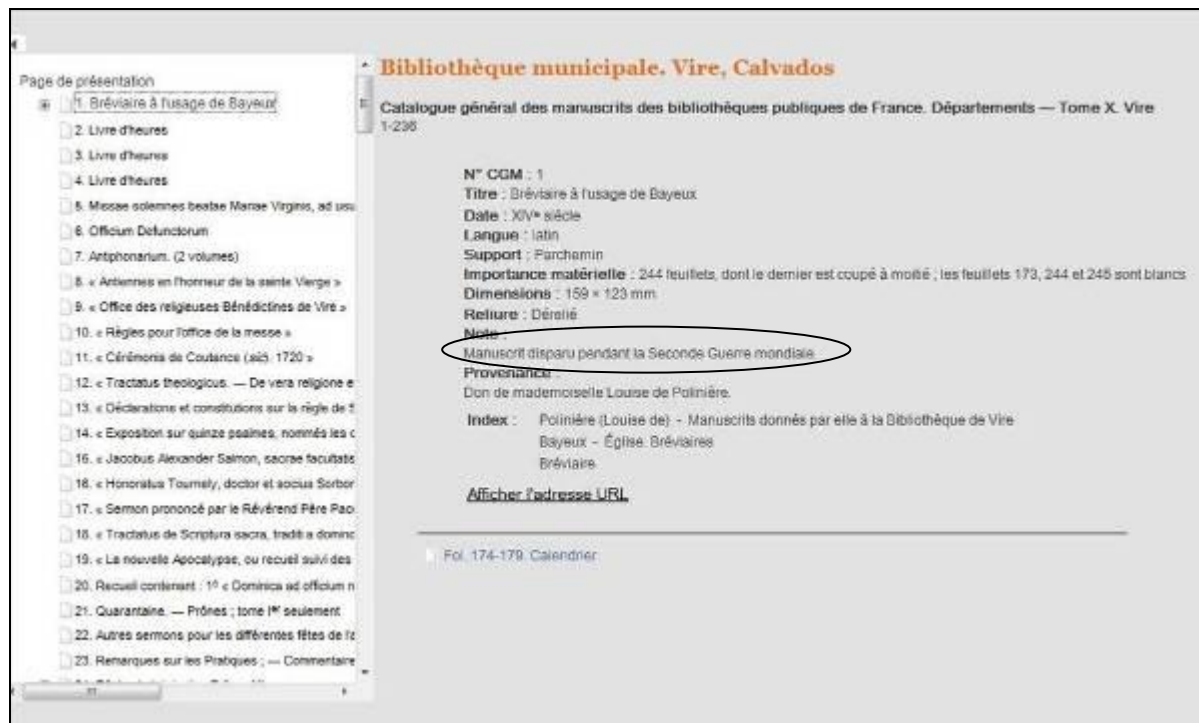 Page de présentation
1. Bréviaire à l'usage de Bayeux
2. Livre d'heures
3. Livre d'heures
4. Livre d'heures
5. Missae solemnes beatae Mariae Virginis, ad usu
6. Officium Defunctorum
7. Antiphonarium. (2 volumes)
8. « Antiennes en l'honneur de la sainte Vierge »
9. « Office des religieuses Bénédictines de Vire »
10. « Règles pour l'office de la messe »
11. « Cérémonia de Coutance (sic). 1720 »
12. « Tractatus theologicus. — De vera religione e
13. « Déclarations et constitutions sur la règle de S
14. « Exposition sur quinze psalmes, nommés les c
15. « Jacobus Alexander Salmon, sacrae facultatis
16. « Honoratus Tournely, doctor et socius Sorbor
17. « Sermon prononcé par le Révérend Père Pac
18. « Tractatus de Scriptura sacra, traditi a dominc
19. « La nouvelle Apocalypse, ou recueil suivi des
20. Recueil contenant : 1º « Dominica ad officium n
21. Quarantaine. — Prônes ; tome Iᵉʳ seulement
22. Autres sermons pour les différentes fêtes de l'a
23. Remarques sur les Pratiques ; — Commentaire
Bibliothèque municipale. Vire, Calvados
Catalogue général des manuscrits des bibliothèques publiques de France. Départements — Tome X. Vire
1-236
N° CGM : 1
Titre : Bréviaire à l'usage de Bayeux
Date : XIVᵉ siècle
Langue : latin
Support : Parchemin
Importance matérielle : 244 feuillets, dont le dernier est coupé à moitié ; les feuillets 173, 244 et 245 sont blancs
Dimensions : 159 × 123 mm
Reliure : Dérelié
Note :
Manuscrit disparu pendant la Seconde Guerre mondiale
Provenance :
Don de mademoiselle Louise de Polinière.
Index : Polinière (Louise de) - Manuscrits donnés par elle à la Bibliothèque de Vire
Bayeux - Église. Bréviaires
Bréviaire
Afficher l'adresse URL
Fol. 174-179. Calendrier